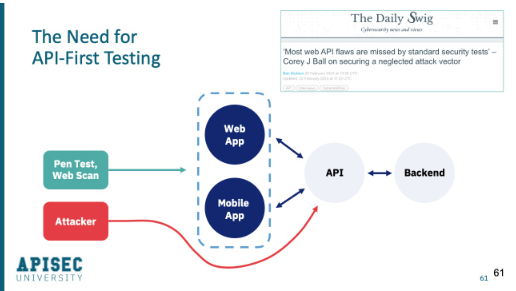 The Need for
API-First Testing
The Daily Swig
Cybersecurity news and views
'Most web API flaws are missed by standard security tests' –
Corey J Ball on securing a neglected attack vector
Web
App
Pen Test,
Web Scan
API
Backend
Mobile
App
Attacker
APISEC
UNIVERSITY
61
61